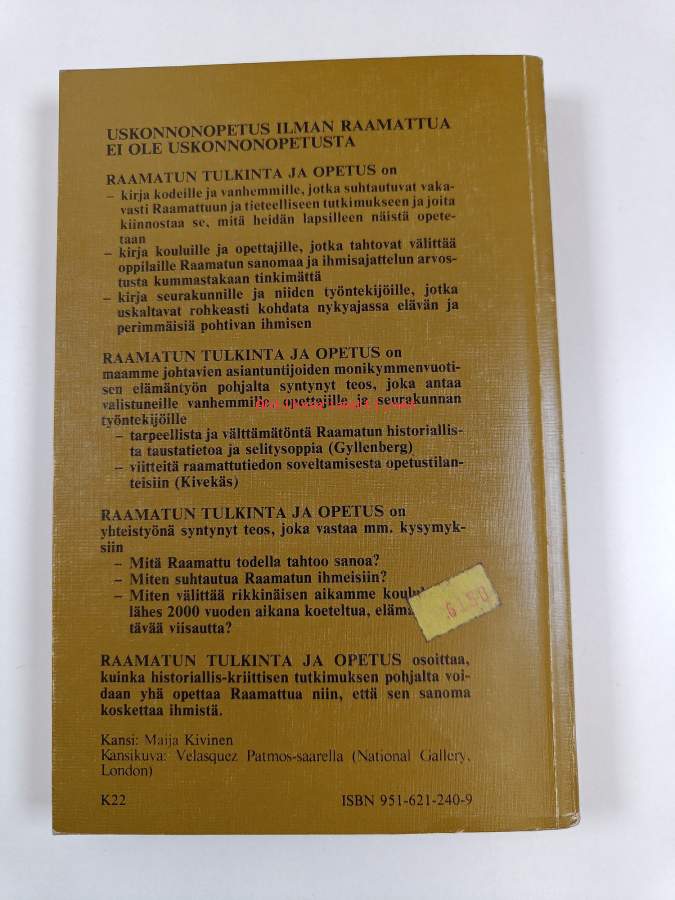 USKONNONOPETUS ILMAN RAAMATTUA
EI OLE USKONNONOPETUSTA
RAAMATUN TULKINTA JA OPETUS on
– kirja kodeille ja vanhemmille, jotka suhtautuvat vaka-
vasti Raamattuun ja tieteelliseen tutkimukseen ja joita
kiinnostaa se, mitä heidän lapsilleen näistä opete-
taan
– kirja kouluille ja opettajille, jotka tahtovat välittää
oppilaille Raamatun sanomaa ja ihmisajattelun arvos-
tusta kummastakaan tinkimättä
– kirja seurakunnille ja niiden työntekijöille, jotka
uskaltavat rohkeasti kohdata nykyajassa elävän ja
perimmäisiä pohtivan ihmisen
RAAMATUN TULKINTA JA OPETUS on
maamme johtavien asiantuntijoiden monikymmenvuoti-
sen elämäntyön pohjalta syntynyt teos, joka antaa
valistuneille vanhemmille, opettajille ja seurakunnan
työntekijöille
– tarpeellista ja välttämätöntä Raamatun historiallis-
ta taustatietoa ja selitysoppia (Gyllenberg)
– viitteitä raamattutiedon soveltamisesta opetustilan-
teisiin (Kivekäs)
RAAMATUN TULKINTA JA OPETUS on
yhteistyönä syntynyt teos, joka vastaa mm. kysymyk-
siin
– Mitä Raamattu todella tahtoo sanoa?
– Miten suhtautua Raamatun ihmeisiin?
– Miten välittää rikkinäisen aikamme
lähes 2000 vuoden aikana koeteltua,
tävää viisautta?
6150
RAAMATUN TULKINTA JA OPETUS osoittaa,
kuinka historiallis-kriittisen tutkimuksen pohjalta voi-
daan yhä opettaa Raamattua niin, että sen sanoma
koskettaa ihmistä.
Kansi: Maija Kivinen
Kansikuva: Velasquez Patmos-saarella (National Gallery,
London)
K22 ISBN 951-621-240-9